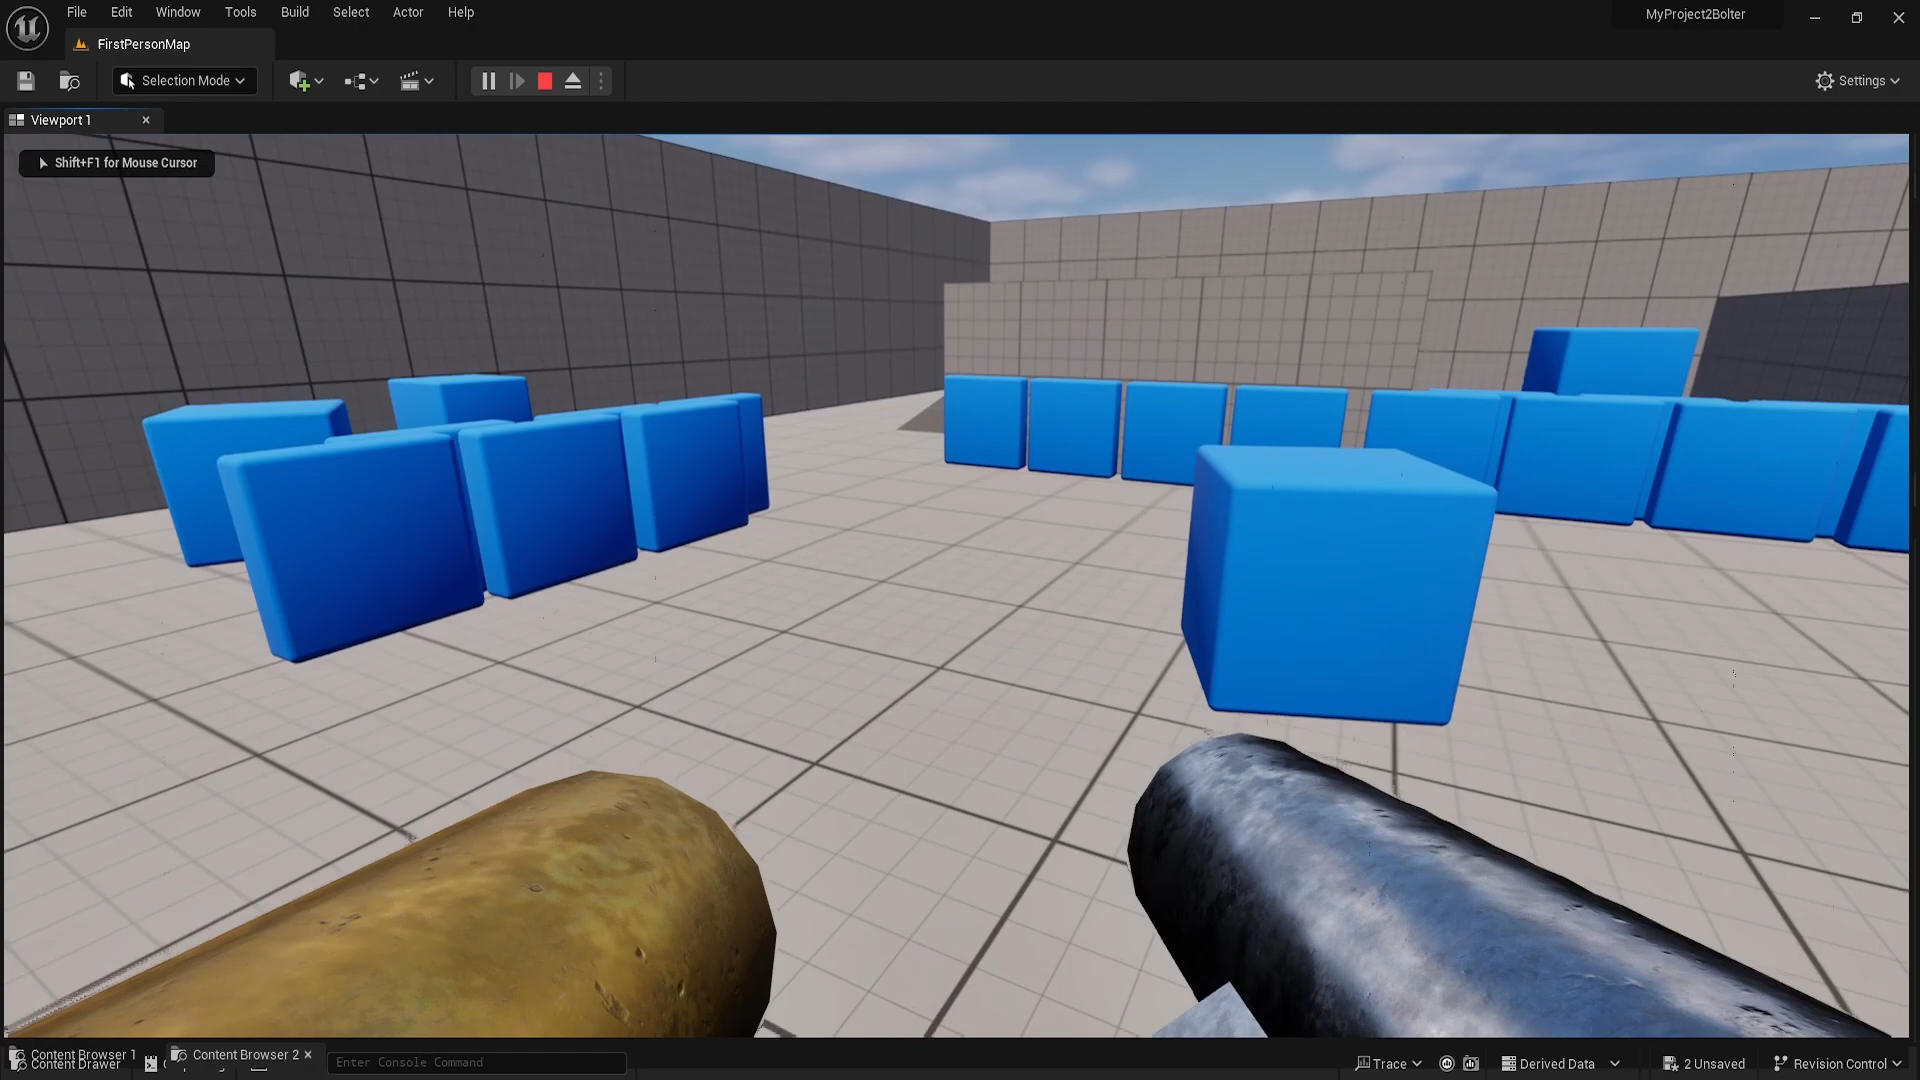 File Edit Window Tools Build Select Actor Help
MyProject2Bolter
FirstPersonMap
Selection Mode
Settings
Viewport 1
Shift+F1 for Mouse Cursor
Content Browser 1
Content Browser 2
Content Drawer
Enter Console Command
Trace
Derived Data
2 Unsaved
Revision Control